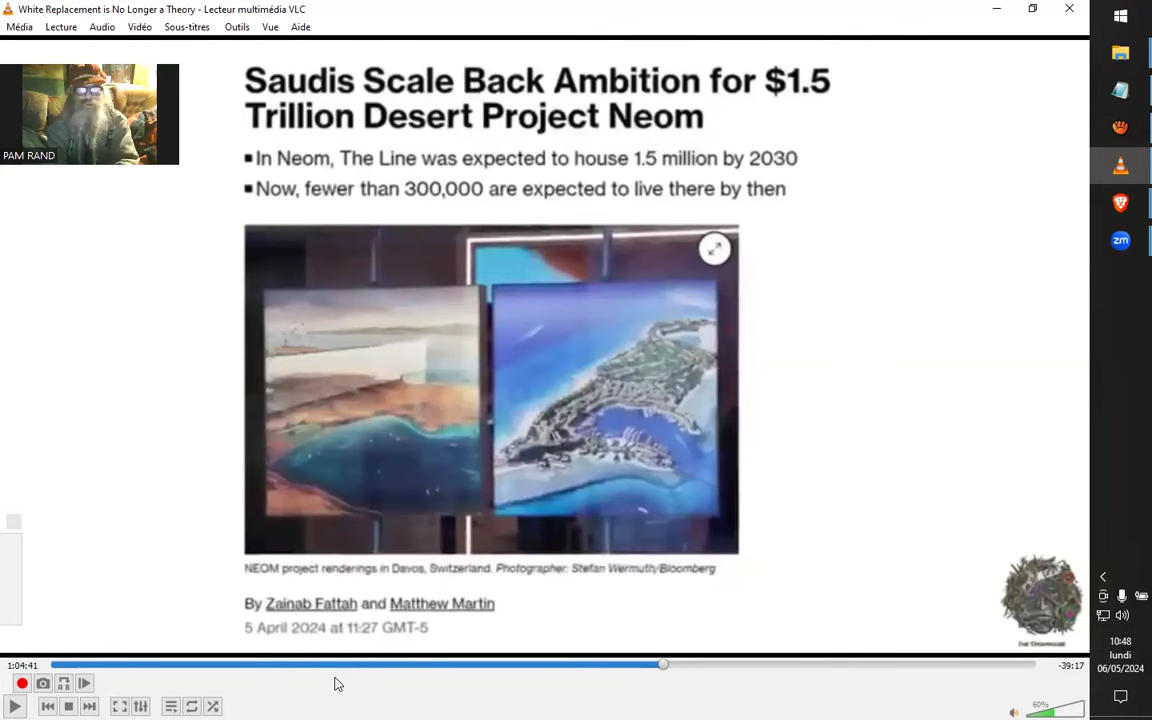 White Replacement is No Longer a Theory - Lecteur multimédia VLC
Média Lecture Audio Vidéo Sous-titres Outils Vue Aide
Saudis Scale Back Ambition for $1.5
Trillion Desert Project Neom
PAM RAND
▪ In Neom, The Line was expected to house 1.5 million by 2030
▪ Now, fewer than 300,000 are expected to live there by then
zm
NEOM project renderings in Davos, Switzerland. Photographer: Stefan Wermuth/Bloomberg
By Zainab Fattah and Matthew Martin
5 April 2024 at 11:27 GMT-5
1:04:41
-39:17
60%
10:48
lundi
06/05/2024